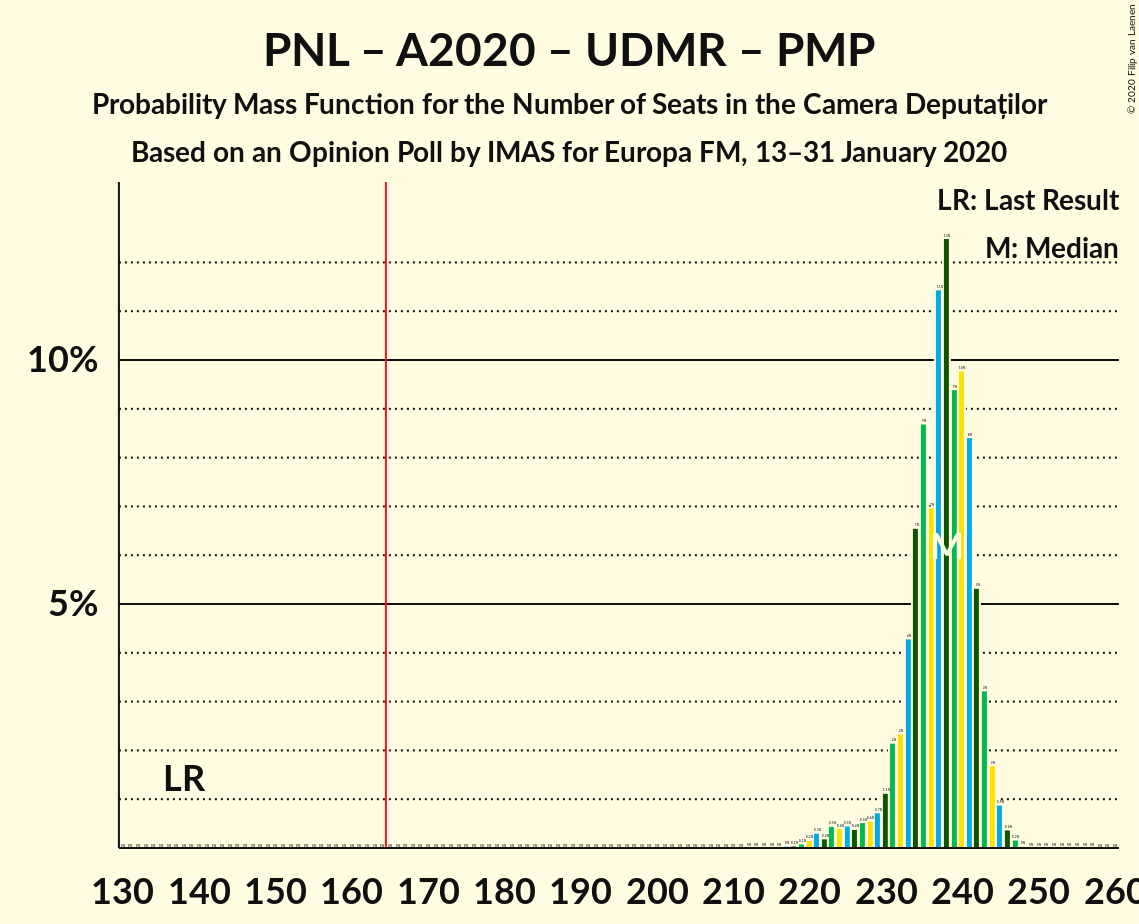 PNL – A2020 – UDMR – PMP
Probability Mass Function for the Number of Seats in the Camera Deputaților
Based on an Opinion Poll by IMAS for Europa FM, 13–31 January 2020
© 2020 Filip van Laenen
LR: Last Result
M: Median
10%
5%
M
LR
130 140 150 160 170 180 190 200 210 220 230 240 250 260